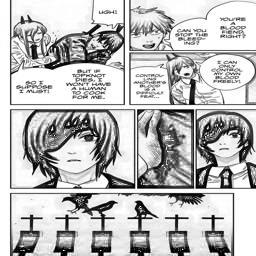 UGH!
SO I
SUPPOSE
I MUST!
BUT IF
TOPKNOT
DIES, I
WON'T HAVE
A HUMAN
TO COOK
FOR ME.
YOU'RE
A
BLOOD
FIEND,
RIGHT?
CAN YOU
STOP THE
BLEED-
ING?
I CAN
ONLY
CONTROL
MY OWN
BLOOD
FREELY!
CONTROL-
LING
ANOTHER'S
BLOOD
IS A
DIFFICULT
FEAT...